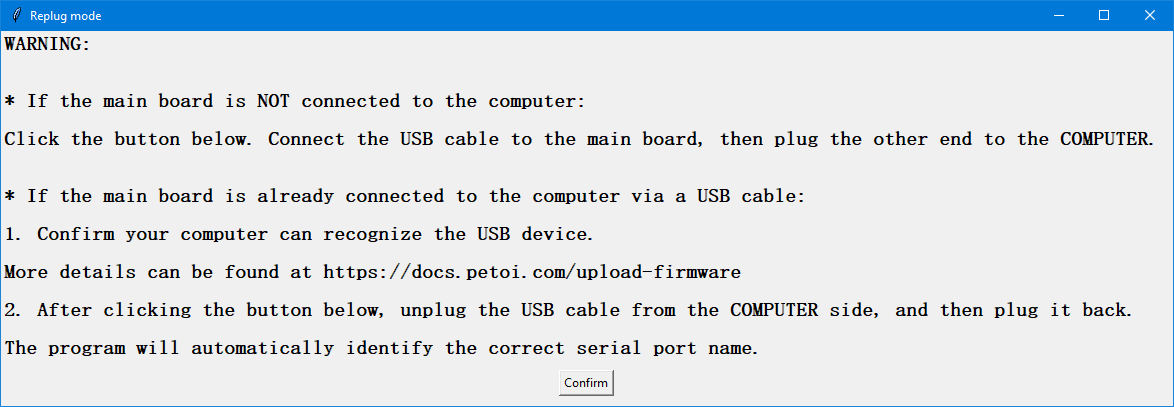 Replug mode
WARNING:
* If the main board is NOT connected to the computer:
Click the button below. Connect the USB cable to the main board, then plug the other end to the COMPUTER.
* If the main board is already connected to the computer via a USB cable:
1. Confirm your computer can recognize the USB device.
More details can be found at https://docs.petoi.com/upload-firmware
2. After clicking the button below, unplug the USB cable from the COMPUTER side, and then plug it back.
The program will automatically identify the correct serial port name.
Confirm